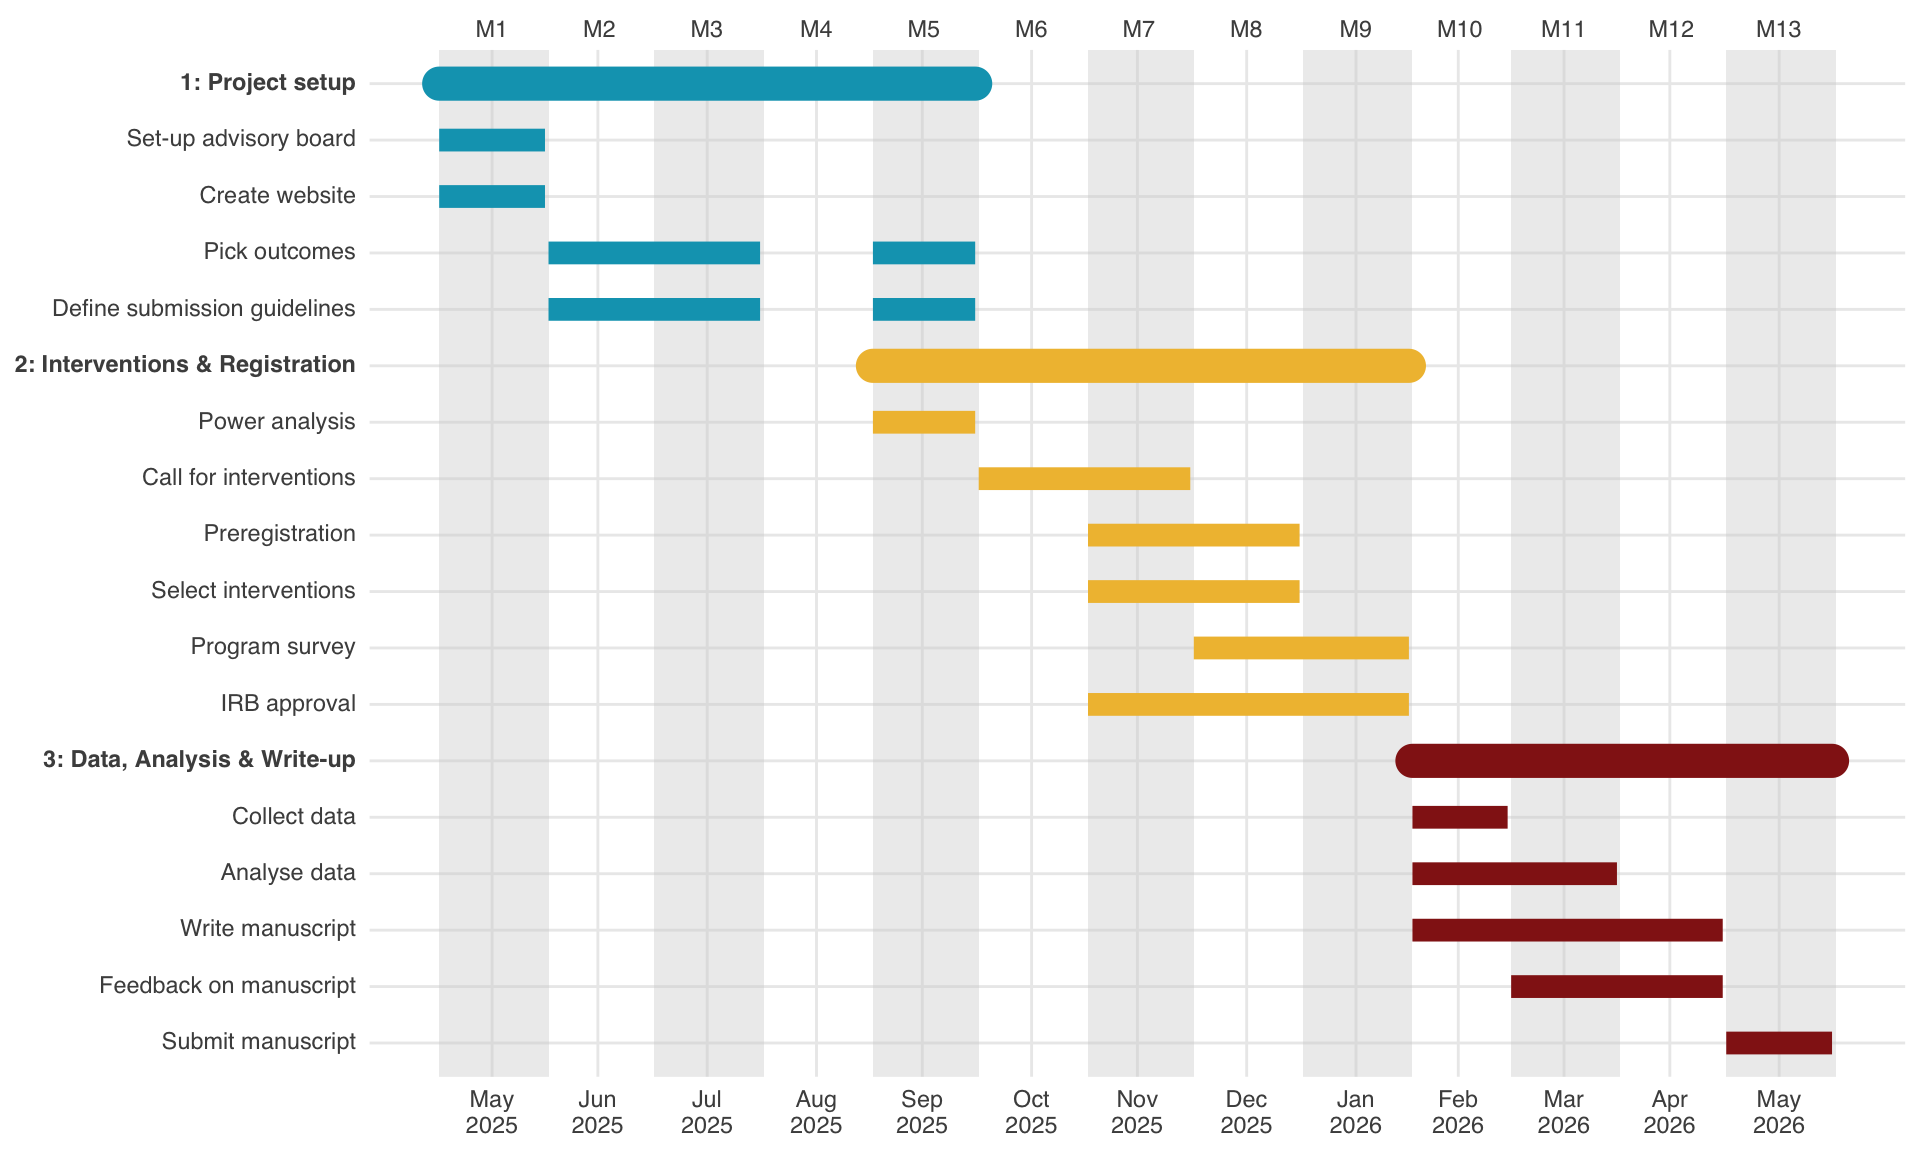 M1 M2 M3 M4 M5 M6 M7 M8 M9 M10 M11 M12 M13
1: Project setup
Set-up advisory board
Create website
Pick outcomes
Define submission guidelines
2: Interventions & Registration
Power analysis
Call for interventions
Preregistration
Select interventions
Program survey
IRB approval
3: Data, Analysis & Write-up
Collect data
Analyse data
Write manuscript
Feedback on manuscript
Submit manuscript
May Jun Jul Aug Sep Oct Nov Dec Jan Feb Mar Apr May
2025 2025 2025 2025 2025 2025 2025 2025 2026 2026 2026 2026 2026